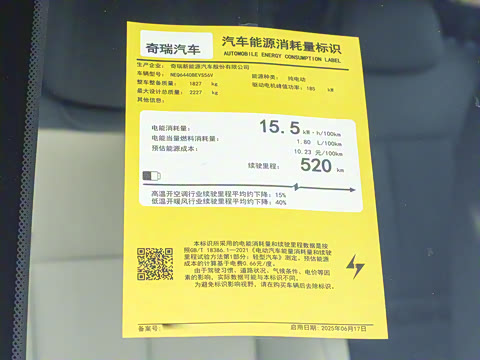 奇瑞汽车
汽车能源消耗量标识
AUTOMOBILE ENERGY CONSUMPTION LABEL
生产企业: 奇瑞新能源汽车股份有限公司
车辆型号: NEQ6440BEVS56Y 能源种类: 纯电动
整车整备质量: 1827 kg 驱动电机峰值功率: 185 kW
最大设计总质量: 2227 kg
其他信息:
电能消耗量: 15.5 kW·h/100km
电能当量燃料消耗量: 1.80 L/100km
预估能源成本: 10.23 元/100km
续驶里程: 520 km
高温开空调行业续驶里程平均约下降: 15%
低温开暖风行业续驶里程平均约下降: 40%
本标识所采用的电能消耗量和续驶里程数据是按
照GB/T 18386.1—2021《电动汽车能量消耗量和续驶
里程试验方法第1部分: 轻型汽车》测定。预估能源成
本的计算基于电费0.66元/度。
由于驾驶习惯、道路状况、气候条件、电价等因
素的影响, 实际数据可能与本标识不同。
为避免标识影响视野, 请在购买车辆后去除标识。
备案号: 启用日期: 2025年06月17日